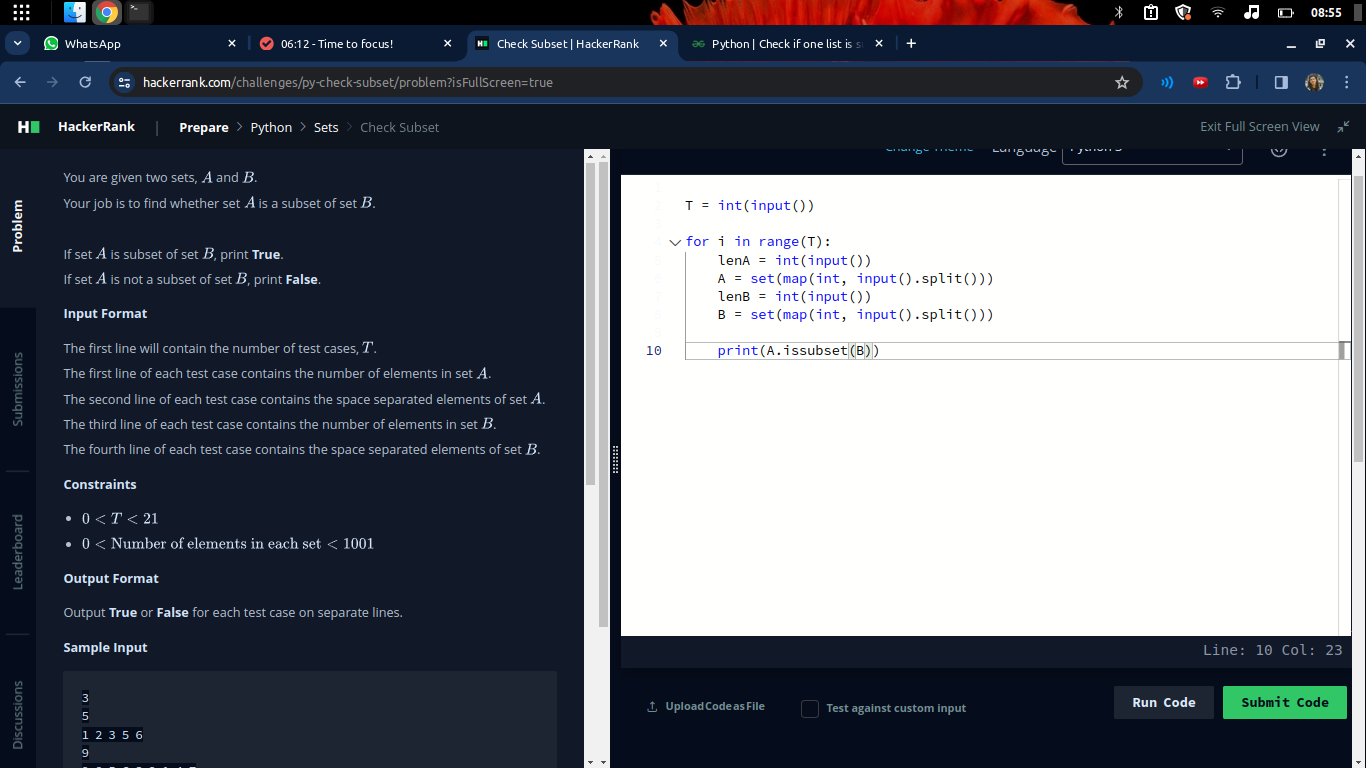 08:55
WhatsApp
06:12 - Time to focus!
Check Subset | HackerRank
Python | Check if one list is su
hackerrank.com/challenges/py-check-subset/problem?isFullScreen=true
HackerRank | Prepare > Python > Sets > Check Subset
Exit Full Screen View
Problem
Submissions
Leaderboard
Discussions
You are given two sets, A and B.
Your job is to find whether set A is a subset of set B.
If set A is subset of set B, print True.
If set A is not a subset of set B, print False.
Input Format
The first line will contain the number of test cases, T.
The first line of each test case contains the number of elements in set A.
The second line of each test case contains the space separated elements of set A.
The third line of each test case contains the number of elements in set B.
The fourth line of each test case contains the space separated elements of set B.
Constraints
• 0 < T < 21
• 0 < Number of elements in each set < 1001
Output Format
Output True or False for each test case on separate lines.
Sample Input
3
5
1 2 3 5 6
9
Change Theme Language Python 3
T = int(input())
for i in range(T):
lenA = int(input())
A = set(map(int, input().split()))
lenB = int(input())
B = set(map(int, input().split()))
10 print(A.issubset(B))
Line: 10 Col: 23
Upload Code as File
Test against custom input
Run Code
Submit Code